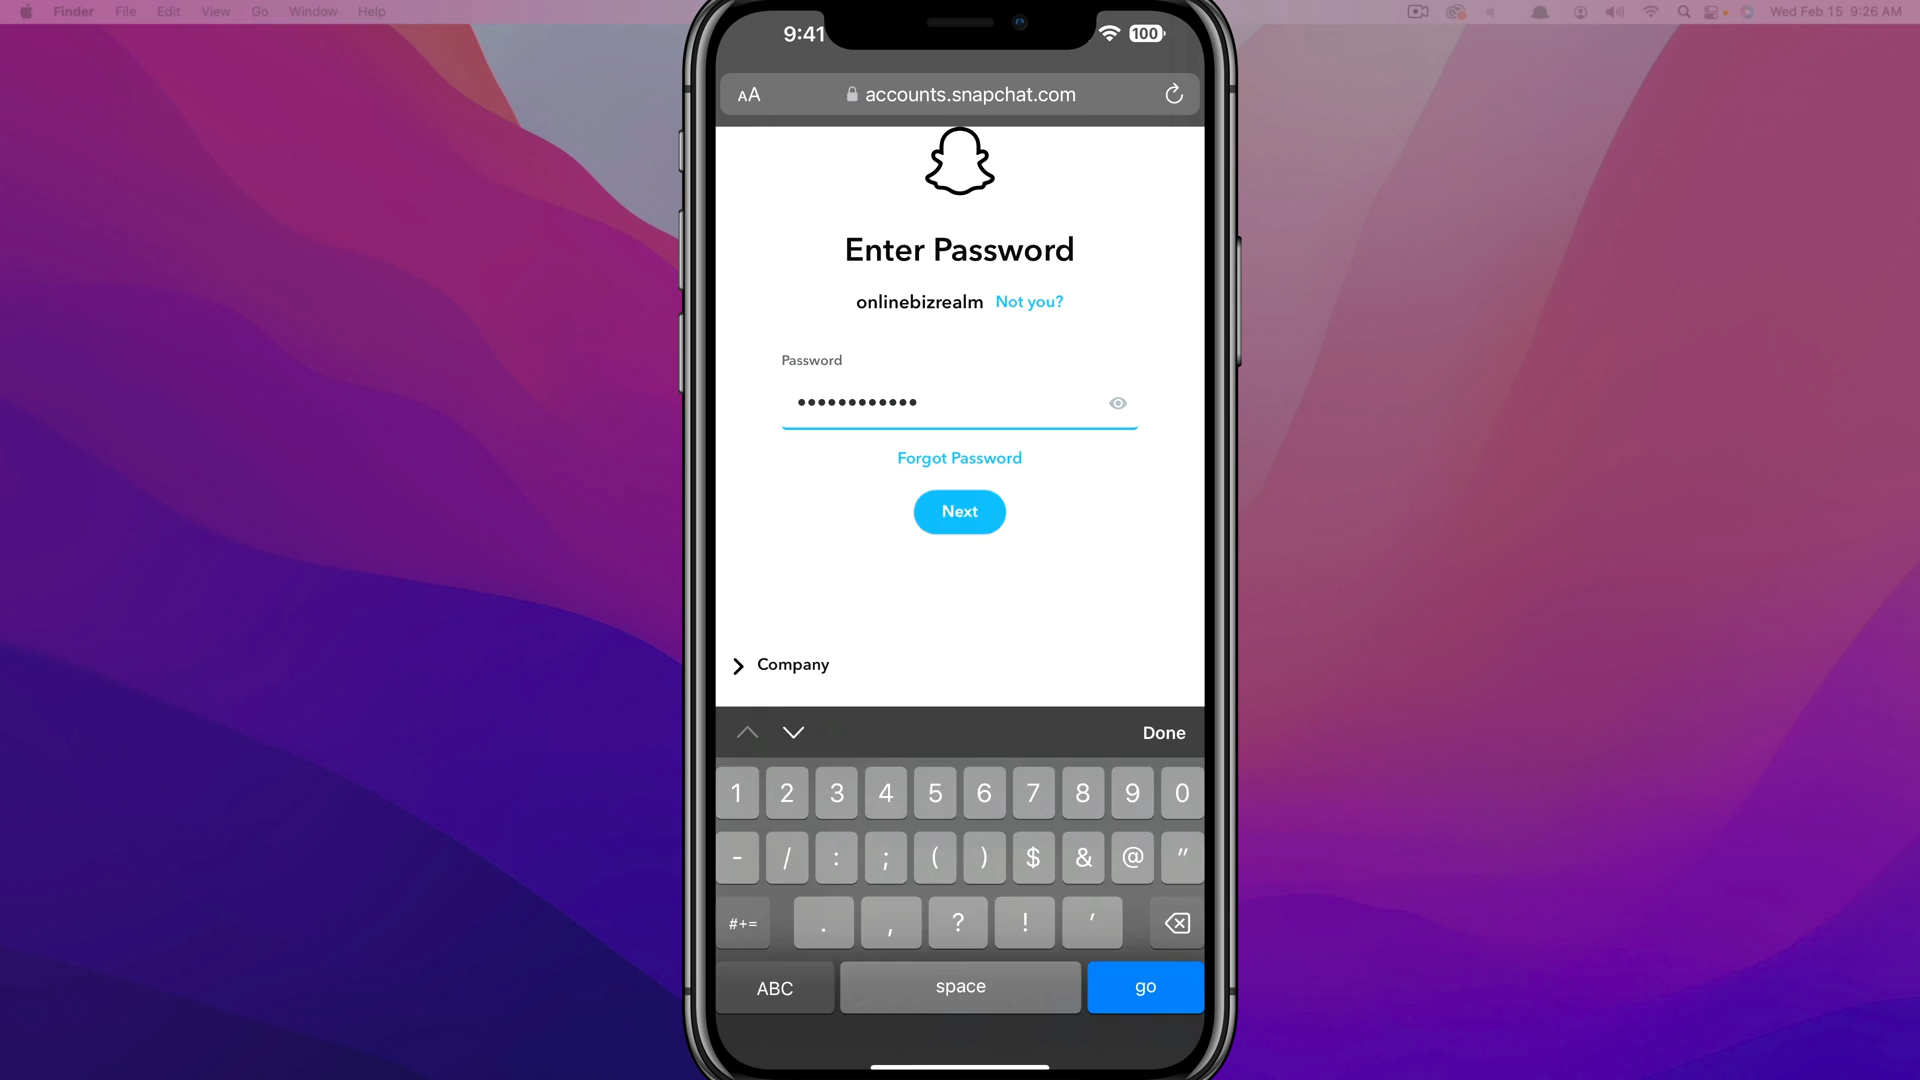 Finder File Edit View Go Window Help
Wed Feb 15 9:26 AM
9:41
100
AA accounts.snapchat.com
Enter Password
onlinebizrealm Not you?
Password
••••••••••••
Forgot Password
Next
Company
Done
1 2 3 4 5 6 7 8 9 0
- / : ; ( ) $ & @ "
#+= . , ? ! '
ABC space go